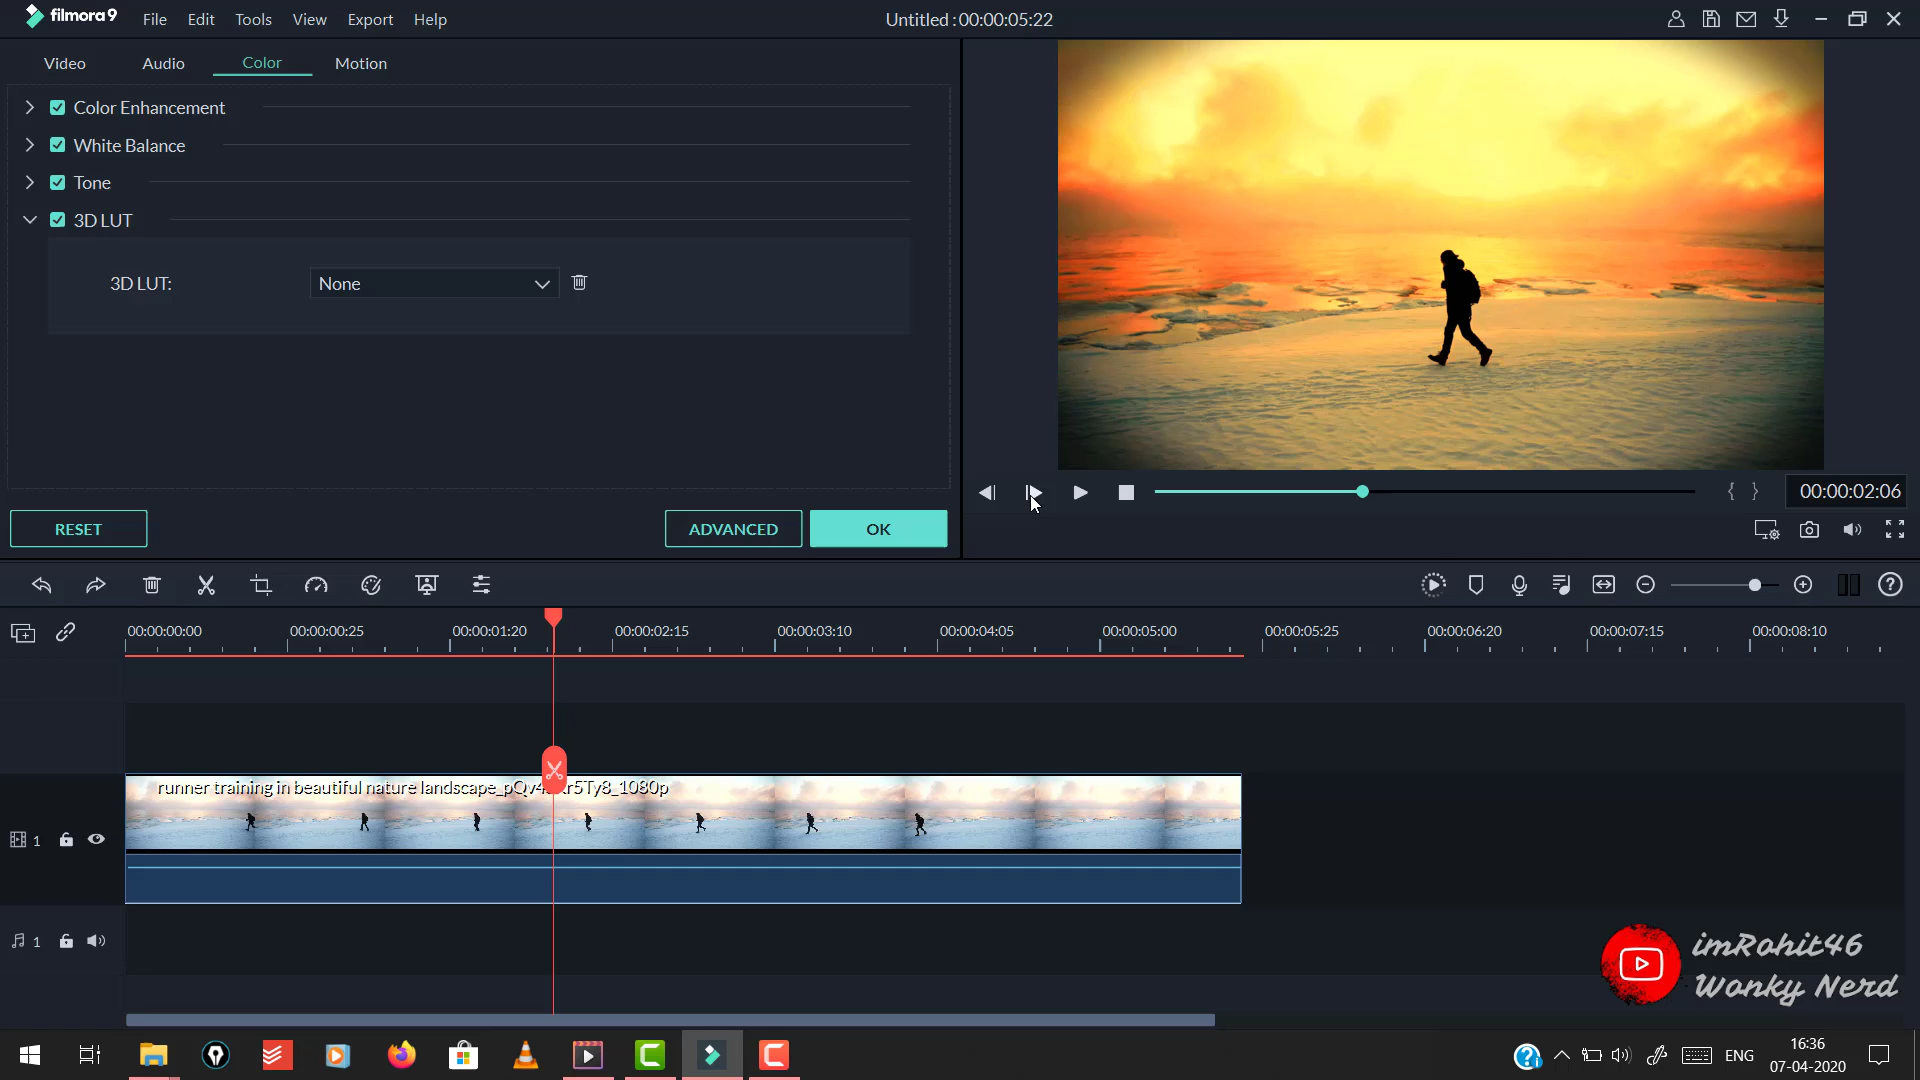 filmora9 File Edit Tools View Export Help Untitled : 00:00:05:22
Video Audio Color Motion
Color Enhancement
White Balance
Tone
3D LUT
3D LUT: None
00:00:02:06
RESET ADVANCED OK
00:00:00:00 00:00:00:25 00:00:01:20 00:00:02:15 00:00:03:10 00:00:04:05 00:00:05:00 00:00:05:25 00:00:06:20 00:00:07:15 00:00:08:10
runner training in beautiful nature landscape_
r5Ty8_1080p
1
1
imRohit46
Wonky Nerd
16:36
ENG
07-04-2020